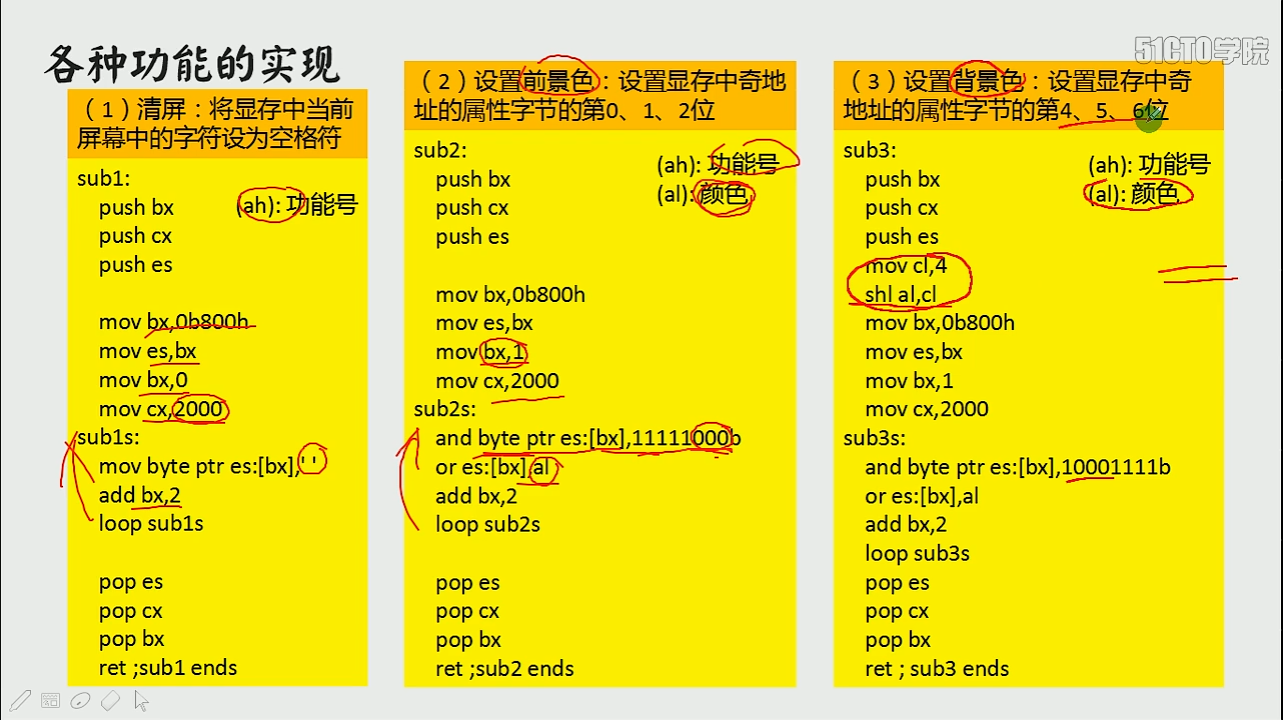 51CTO学院
各种功能的实现
（1）清屏：将显存中当前
屏幕中的字符设为空格符
sub1:
push bx
(ah): 功能号
push cx
push es
mov bx,0b800h
mov es,bx
mov bx,0
mov cx,2000
sub1s:
mov byte ptr es:[bx],' '
add bx,2
loop sub1s
pop es
pop cx
pop bx
ret ;sub1 ends
（2）设置前景色：设置显存中奇地
址的属性字节的第0、1、2位
sub2:
(ah): 功能号
push bx
(al): 颜色
push cx
push es
mov bx,0b800h
mov es,bx
mov bx,1
mov cx,2000
sub2s:
and byte ptr es:[bx],11111000b
or es:[bx],al
add bx,2
loop sub2s
pop es
pop cx
pop bx
ret ;sub2 ends
（3）设置背景色：设置显存中奇
地址的属性字节的第4、5、6位
sub3:
(ah): 功能号
push bx
(al): 颜色
push cx
push es
mov cl,4
shl al,cl
mov bx,0b800h
mov es,bx
mov bx,1
mov cx,2000
sub3s:
and byte ptr es:[bx],10001111b
or es:[bx],al
add bx,2
loop sub3s
pop es
pop cx
pop bx
ret ; sub3 ends